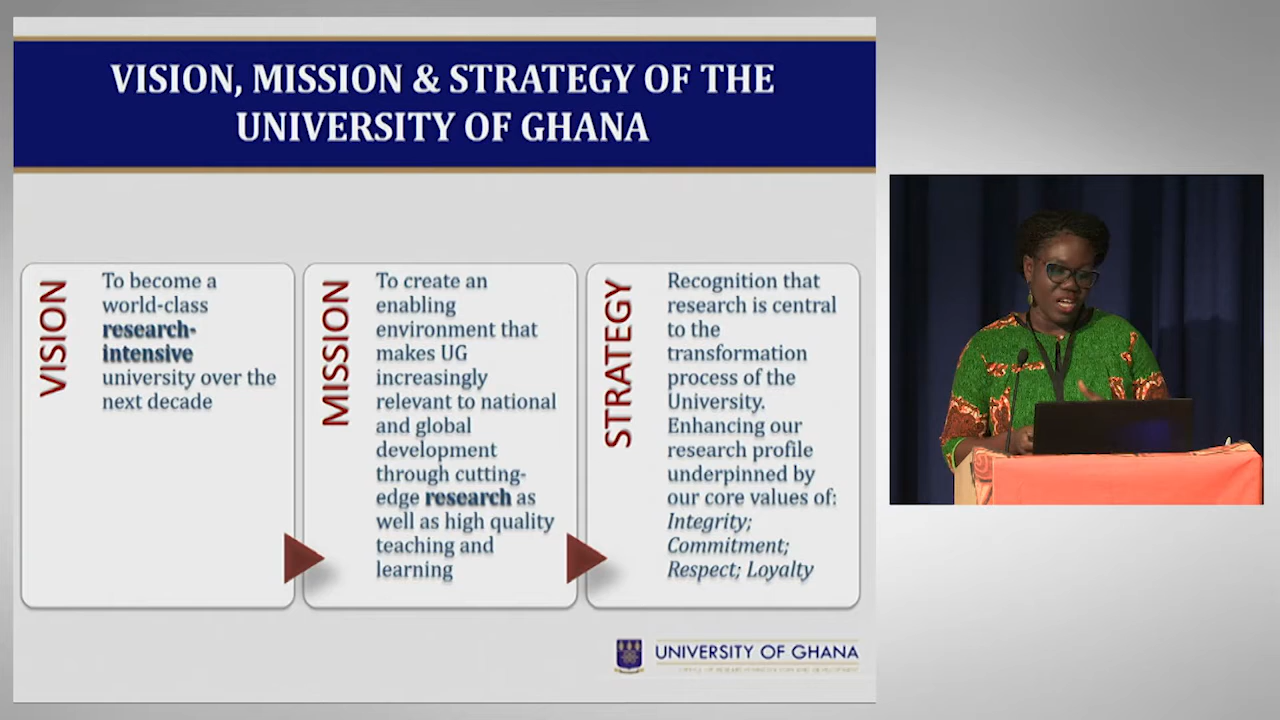 VISION, MISSION & STRATEGY OF THE
UNIVERSITY OF GHANA
VISION
To become a
world-class
research-
intensive
university over the
next decade
MISSION
To create an
enabling
environment that
makes UG
increasingly
relevant to national
and global
development
through cutting-
edge research as
well as high quality
teaching and
learning
STRATEGY
Recognition that
research is central
to the
transformation
process of the
University.
Enhancing our
research profile
underpinned by
our core values of:
Integrity;
Commitment;
Respect; Loyalty
UNIVERSITY OF GHANA